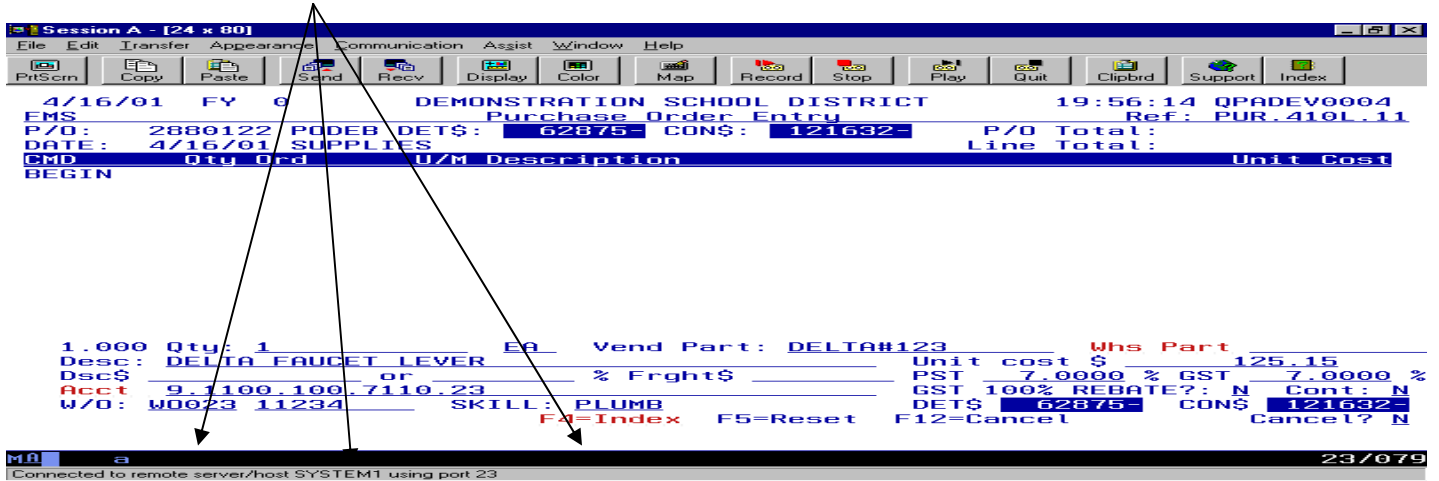 Session A - [24 x 80]
File Edit Transfer Appearance Communication Assist Window Help
PrtScrn Copy Paste Send Recv Display Color Map Record Stop Play Quit Clipbrd Support Index
4/16/01 FY 0 DEMONSTRATION SCHOOL DISTRICT 19:56:14 QPADEV0004
FMS Purchase Order Entry Ref: PUR.410L.11
P/O: 2880122 PODEB DET$: 62875- CON$: 121632- P/O Total:
DATE: 4/16/01 SUPPLIES Line Total:
CMD Qty Ord U/M Description Unit Cost
BEGIN
1.000 Qty: 1 EA Vend Part: DELTA#123 Whs Part
Desc: DELTA FAUCET LEVER Unit cost $ 125.15
Dsc$ or % Frght$ PST 7.0000 % GST 7.0000 %
Acct 9.1100.100.7110.23 GST 100% REBATE?: N Cont: N
W/O: WO023 11234 SKILL: PLUMB DET$ 62875- CON$ 121632-
F4=Index F5=Reset F12=Cancel Cancel? N
MA a 23/079
Connected to remote server/host SYSTEM1 using port 23